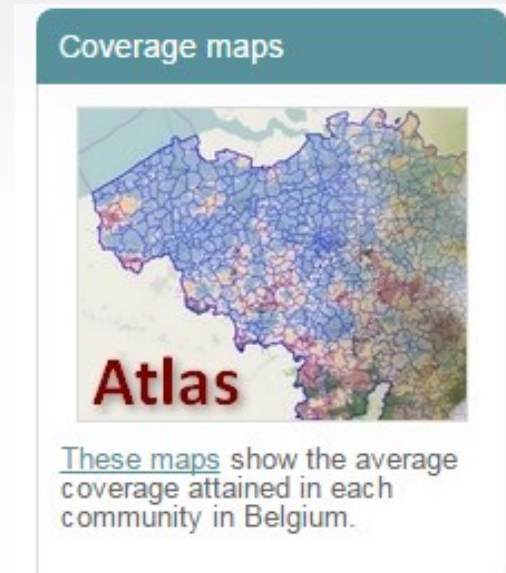 Coverage maps
Atlas
These maps show the average
coverage attained in each
community in Belgium.